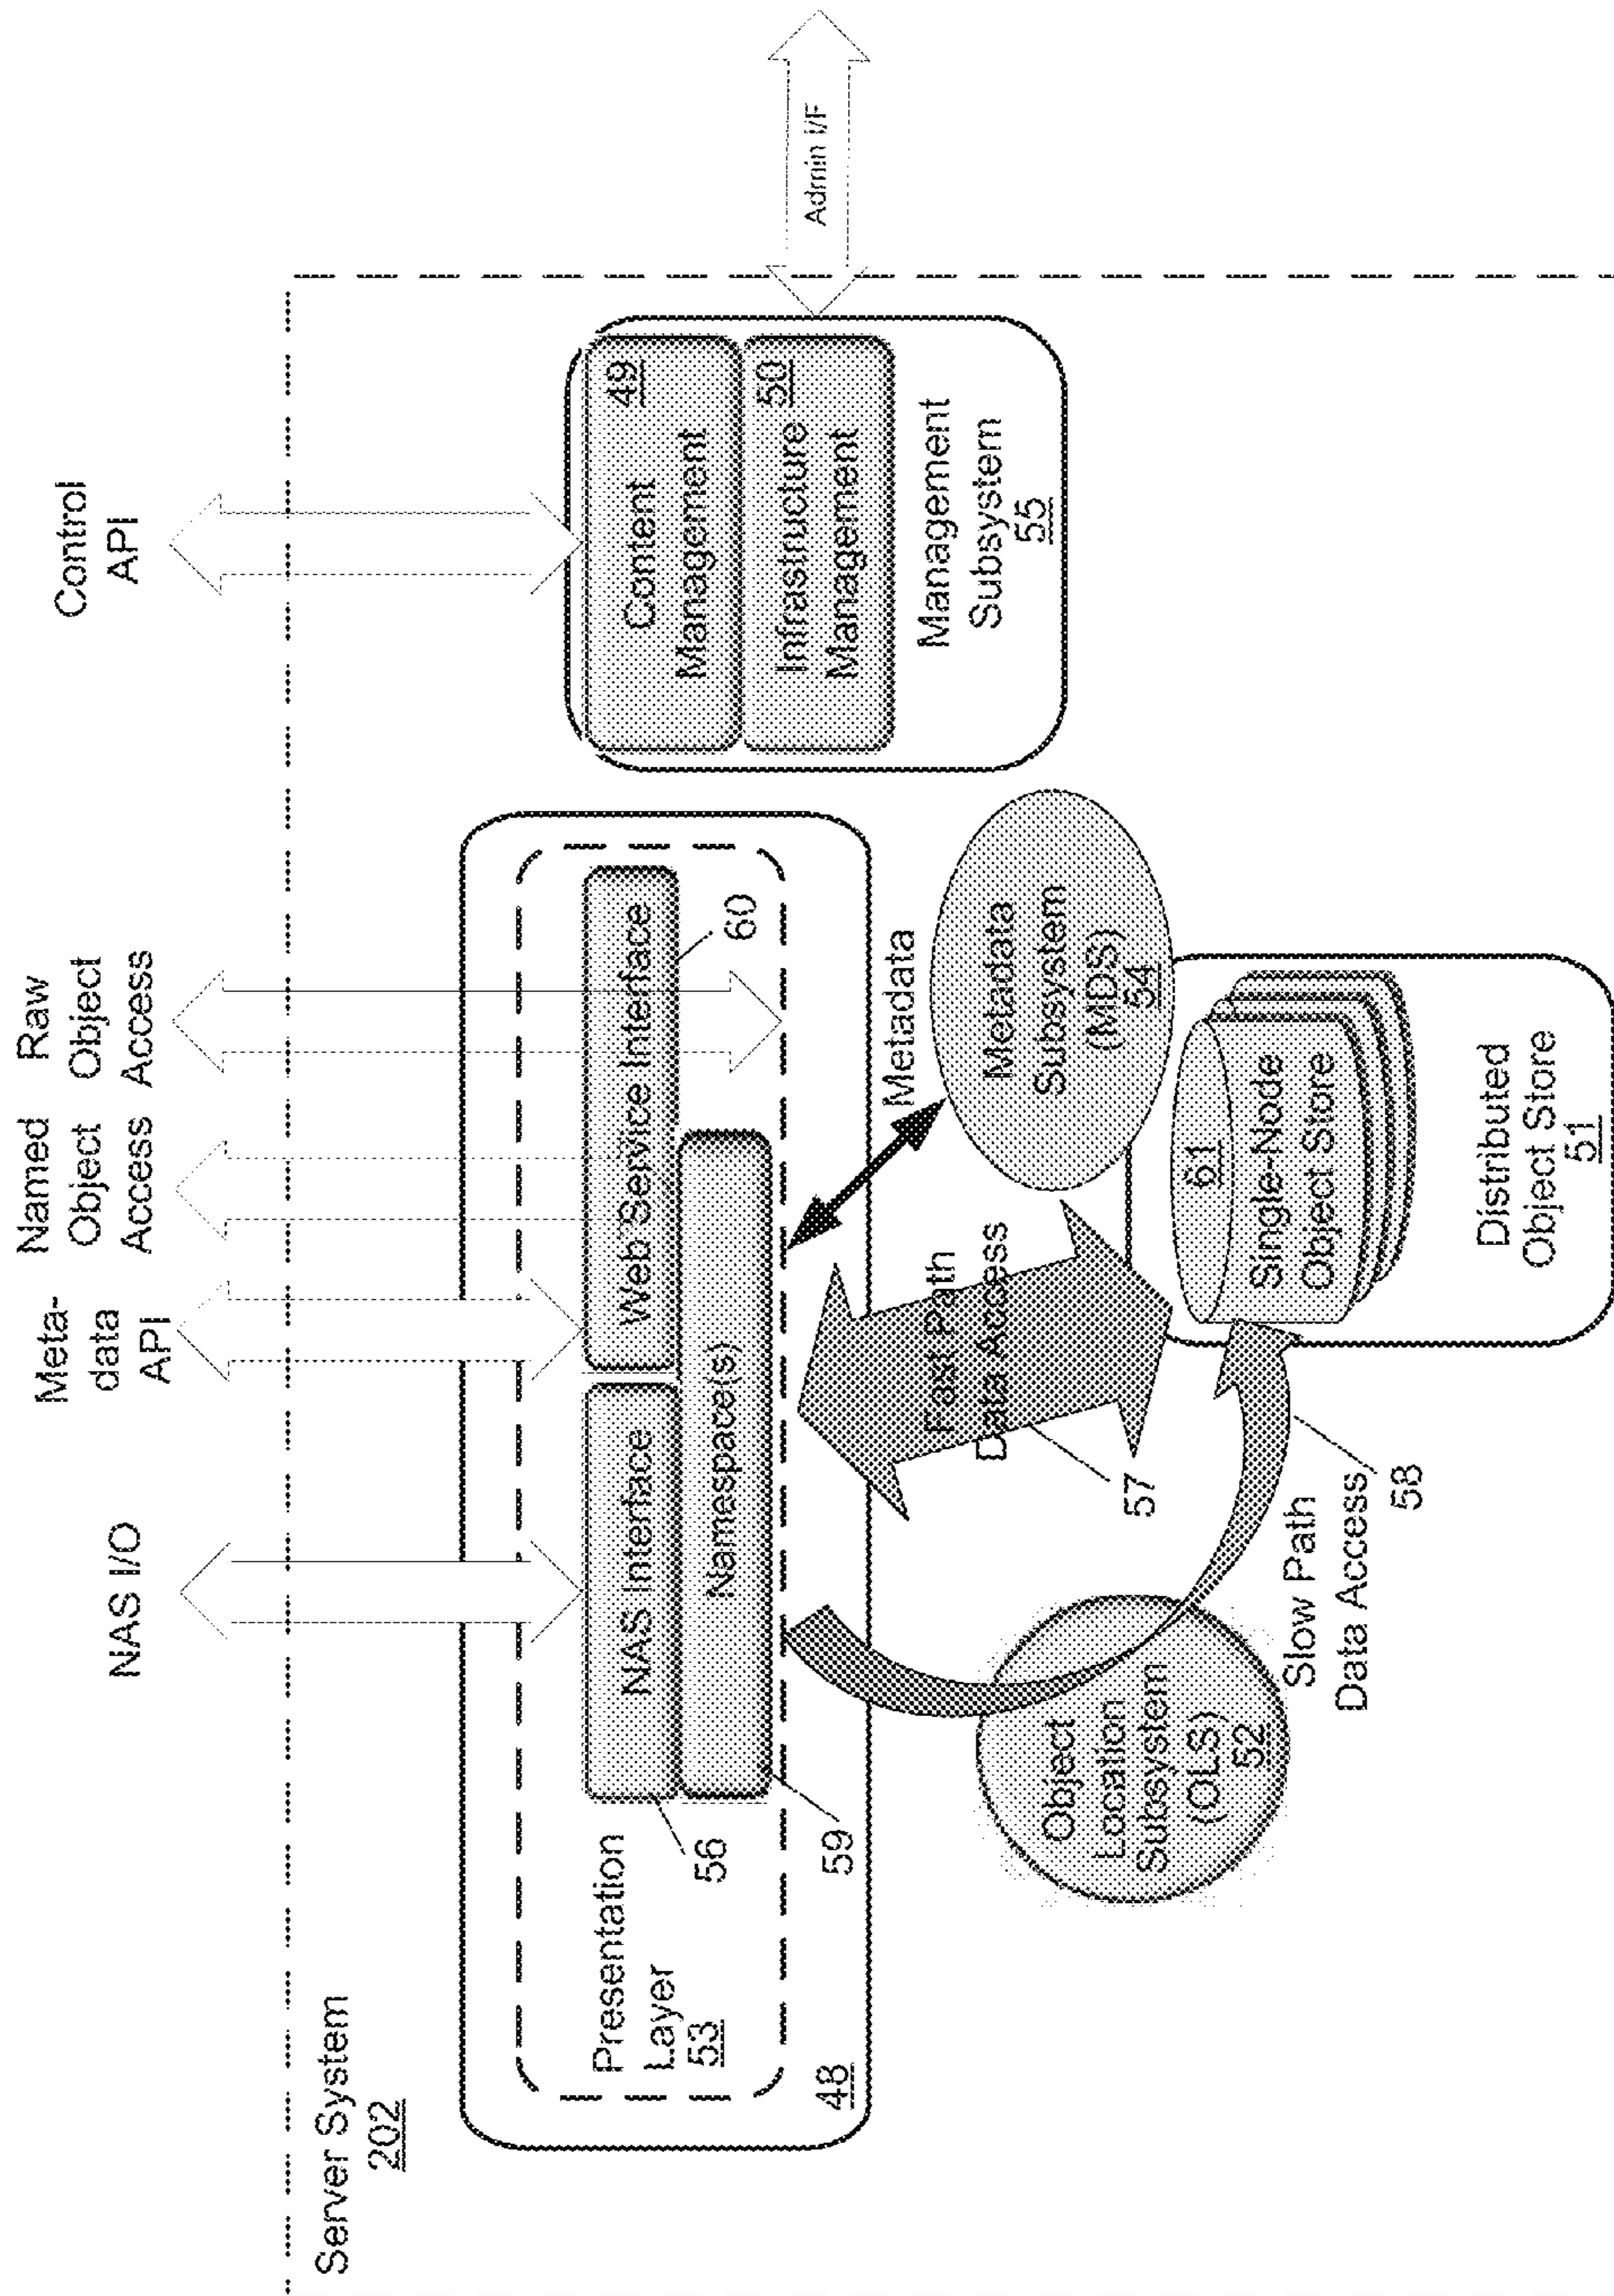 NAS I/O
Meta-
data
API
Named
Object
Access
Raw
Object
Access
Control
API
Server System
202
Presentation
Layer
53
48
NAS Interface
56
Web Service Interface
60
Namespace(s)
59
Content
Management
49
Infrastructure
Management
50
Management
Subsystem
55
Admin I/F
Metadata
Metadata
Subsystem
(MDS)
54
Fast Path
Data Access
57
Object
Location
Subsystem
(OLS)
52
Slow Path
Data Access
58
61
Single-Node
Object Store
Distributed
Object Store
51